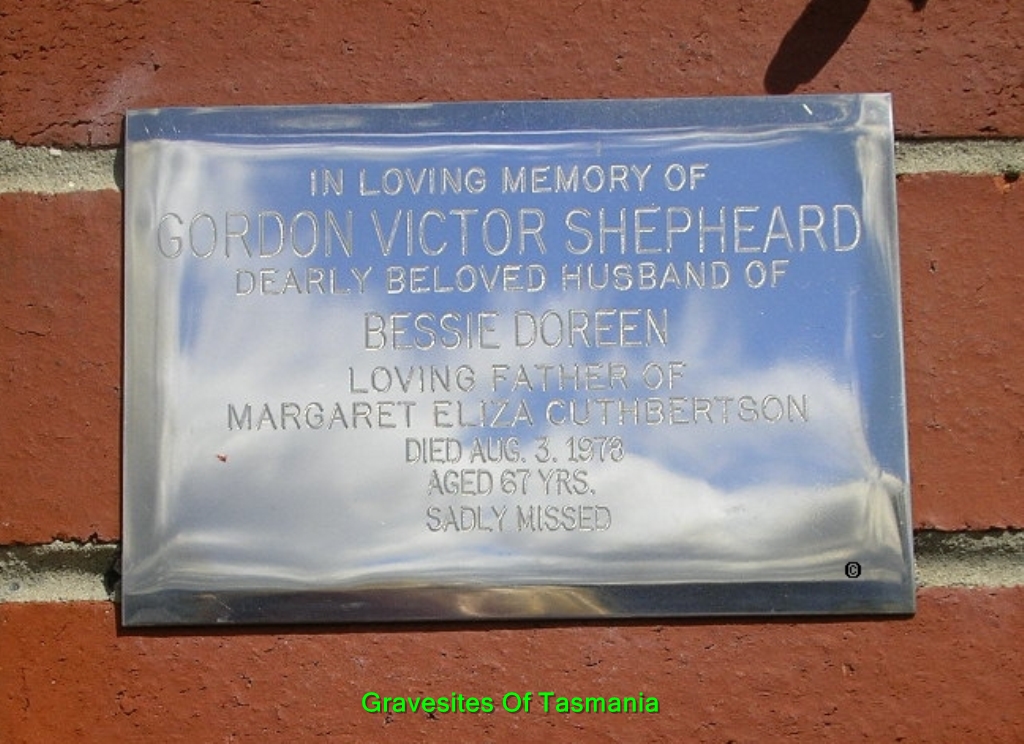 IN LOVING MEMORY OF
GORDON VICTOR SHEPHEARD
DEARLY BELOVED HUSBAND OF
BESSIE DOREEN
LOVING FATHER OF
MARGARET ELIZA CUTHBERTSON
DIED AUG. 3. 1978
AGED 67 YRS.
SADLY MISSED
©
Gravesites Of Tasmania